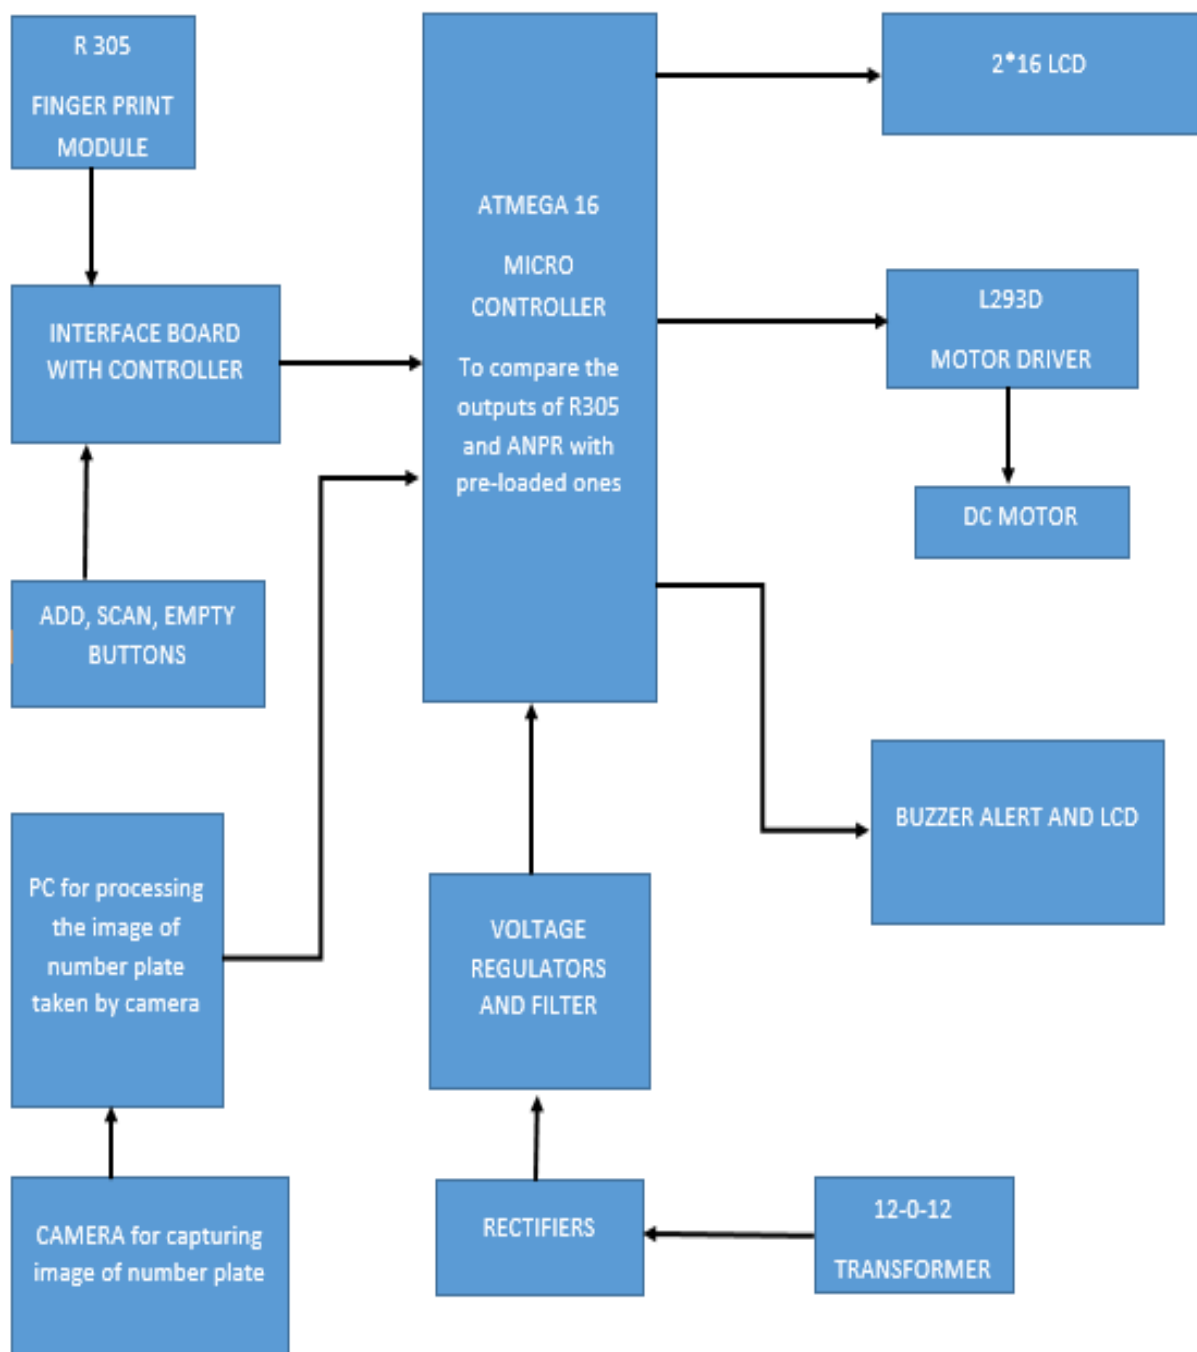 R 305
FINGER PRINT
MODULE
INTERFACE BOARD
WITH CONTROLLER
ADD, SCAN, EMPTY
BUTTONS
PC for processing
the image of
number plate
taken by camera
CAMERA for capturing
image of number plate
ATMEGA 16
MICRO
CONTROLLER
To compare the
outputs of R305
and ANPR with
pre-loaded ones
VOLTAGE
REGULATORS
AND FILTER
RECTIFIERS
12-0-12
TRANSFORMER
2*16 LCD
L293D
MOTOR DRIVER
DC MOTOR
BUZZER ALERT AND LCD